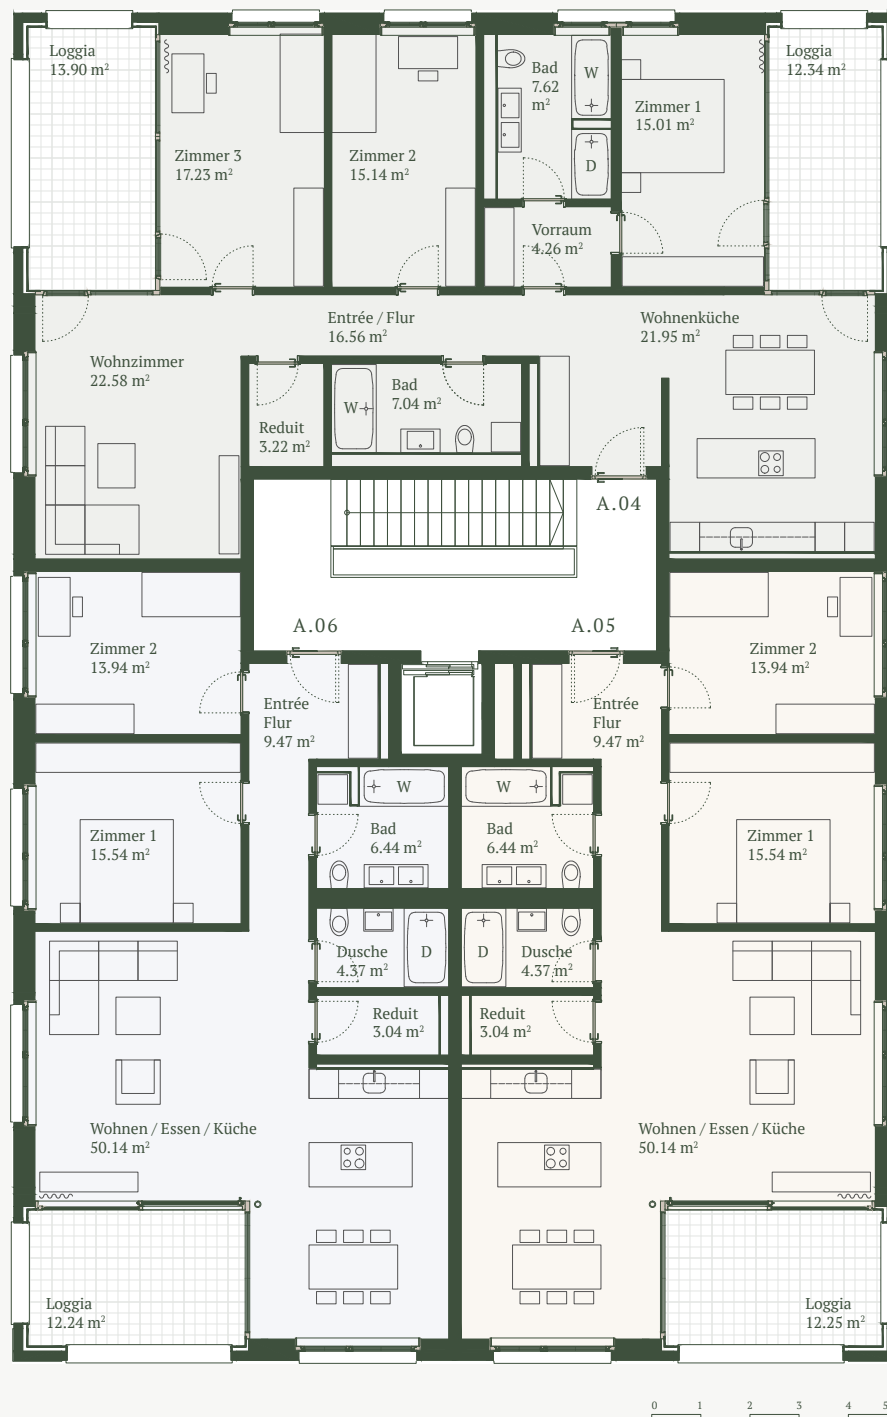 Loggia
13.90 m²
Zimmer 3
17.23 m²
Zimmer 2
15.14 m²
Bad
7.62
m²
W
D
Zimmer 1
15.01 m²
Loggia
12.34 m²
Vorraum
4.26 m²
Entrée / Flur
16.56 m²
Wohnenküche
21.95 m²
Wohnzimmer
22.58 m²
Reduit
3.22 m²
W
Bad
7.04 m²
A.04
A.06
A.05
Zimmer 2
13.94 m²
Entrée
Flur
9.47 m²
Entrée
Flur
9.47 m²
Zimmer 2
13.94 m²
Zimmer 1
15.54 m²
W
Bad
6.44 m²
W
Bad
6.44 m²
Zimmer 1
15.54 m²
Dusche
4.37 m²
D
D
Dusche
4.37 m²
Reduit
3.04 m²
Reduit
3.04 m²
Wohnen / Essen / Küche
50.14 m²
Wohnen / Essen / Küche
50.14 m²
Loggia
12.24 m²
Loggia
12.25 m²
0 1 2 3 4 5